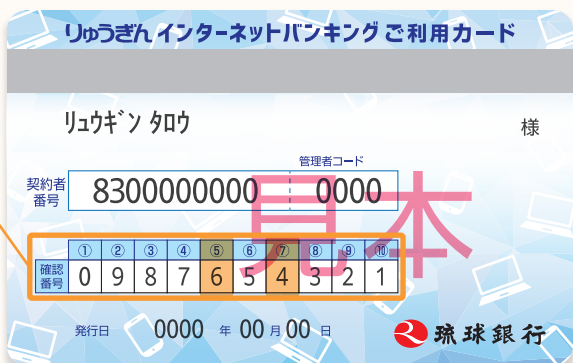 りゅうぎん インターネットバンキング ご利用カード
ﾘｭｳｷﾞﾝ ﾀﾛｳ 様
管理者コード
契約者番号 8300000000 0000
見本
① ② ③ ④ ⑤ ⑥ ⑦ ⑧ ⑨ ⑩
確認番号 0 9 8 7 6 5 4 3 2 1
発行日 0000 年 00 月 00 日 琉球銀行